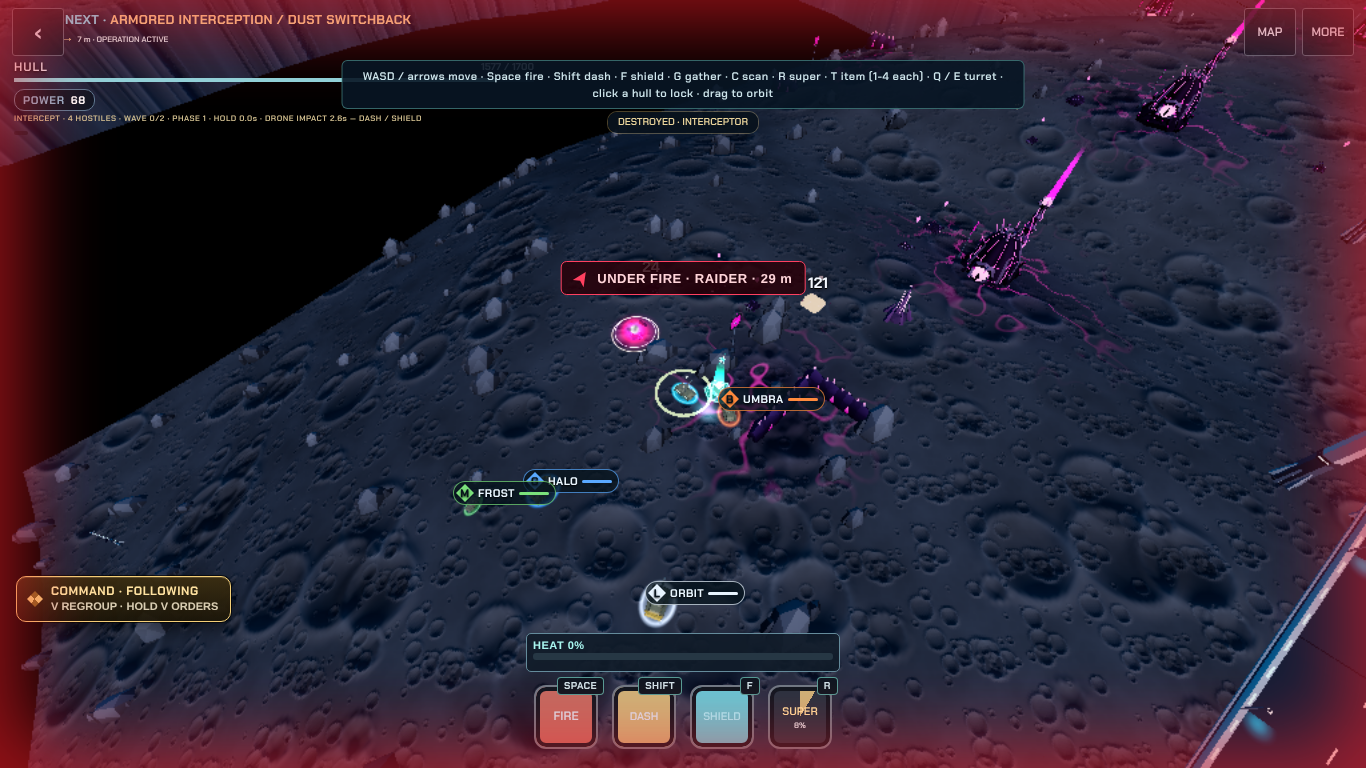 ‹
NEXT · ARMORED INTERCEPTION / DUST SWITCHBACK
→ 7 m · OPERATION ACTIVE
MAP
MORE
HULL
1577 / 1700
WASD / arrows move · Space fire · Shift dash · F shield · G gather · C scan · R super · T item (1-4 each) · Q / E turret ·
click a hull to lock · drag to orbit
POWER 68
INTERCEPT · 4 HOSTILES · WAVE 0/2 · PHASE 1 · HOLD 0.0s · DRONE IMPACT 2.6s — DASH / SHIELD
DESTROYED · INTERCEPTOR
24
UNDER FIRE · RAIDER · 29 m
121
B UMBRA
HALO
M FROST
COMMAND · FOLLOWING
V REGROUP · HOLD V ORDERS
L ORBIT
HEAT 0%
SPACE
SHIFT
F
R
FIRE
DASH
SHIELD
SUPER
8%